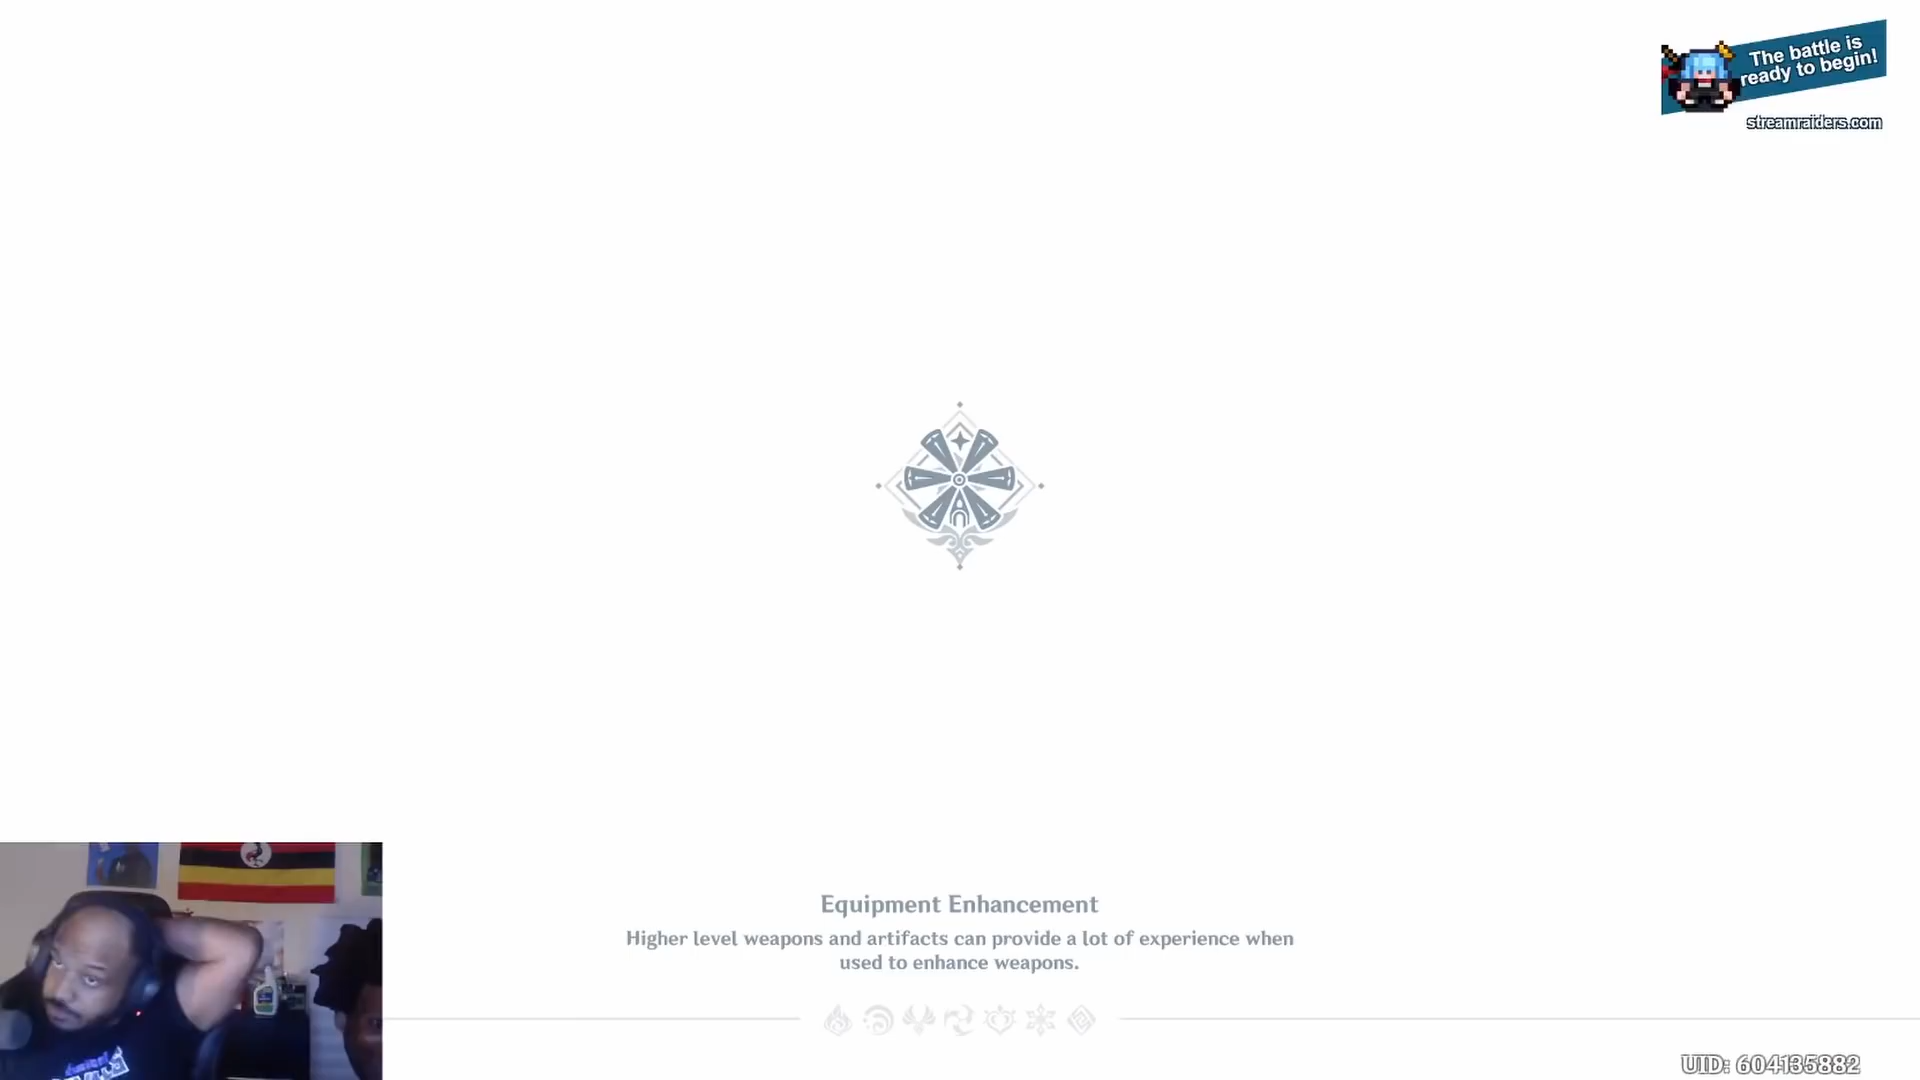 The battle is
ready to begin!
streamraiders.com
Equipment Enhancement
Higher level weapons and artifacts can provide a lot of experience when
used to enhance weapons.
UID: 604135882